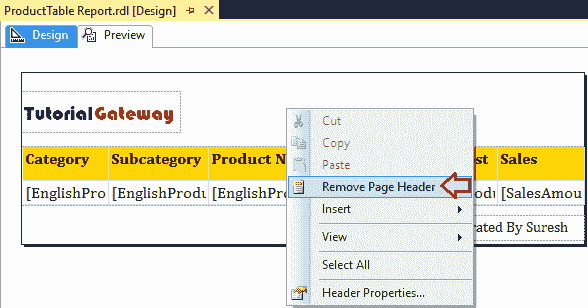 ProductTable Report.rdl [Design]
Design Preview
TutorialGateway
Cut
Copy
Paste
Remove Page Header
Insert
View
Select All
Header Properties...
Category Subcategory Product N st Sales
[EnglishPro [EnglishProdu [EnglishPro odu [SalesAmou
rated By Suresh